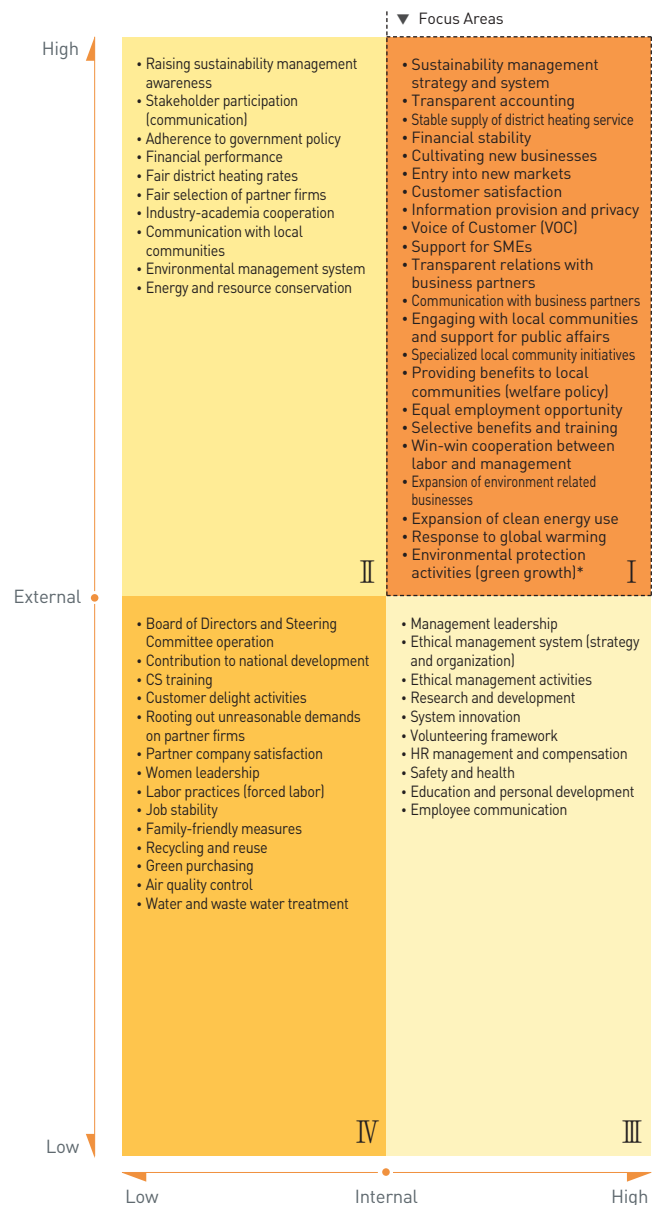 ▼ Focus Areas
High
• Raising sustainability management
awareness
• Stakeholder participation
(communication)
• Adherence to government policy
• Financial performance
• Fair district heating rates
• Fair selection of partner firms
• Industry-academia cooperation
• Communication with local
communities
• Environmental management system
• Energy and resource conservation
Ⅱ
• Sustainability management
strategy and system
• Transparent accounting
• Stable supply of district heating service
• Financial stability
• Cultivating new businesses
• Entry into new markets
• Customer satisfaction
• Information provision and privacy
• Voice of Customer (VOC)
• Support for SMEs
• Transparent relations with
business partners
• Communication with business partners
• Engaging with local communities
and support for public affairs
• Specialized local community initiatives
• Providing benefits to local
communities (welfare policy)
• Equal employment opportunity
• Selective benefits and training
• Win-win cooperation between
labor and management
• Expansion of environment related
businesses
• Expansion of clean energy use
• Response to global warming
• Environmental protection
activities (green growth)*
Ⅰ
External
• Board of Directors and Steering
Committee operation
• Contribution to national development
• CS training
• Customer delight activities
• Rooting out unreasonable demands
on partner firms
• Partner company satisfaction
• Women leadership
• Labor practices (forced labor)
• Job stability
• Family-friendly measures
• Recycling and reuse
• Green purchasing
• Air quality control
• Water and waste water treatment
Ⅳ
• Management leadership
• Ethical management system (strategy
and organization)
• Ethical management activities
• Research and development
• System innovation
• Volunteering framework
• HR management and compensation
• Safety and health
• Education and personal development
• Employee communication
Ⅲ
Low
Low
Internal
High